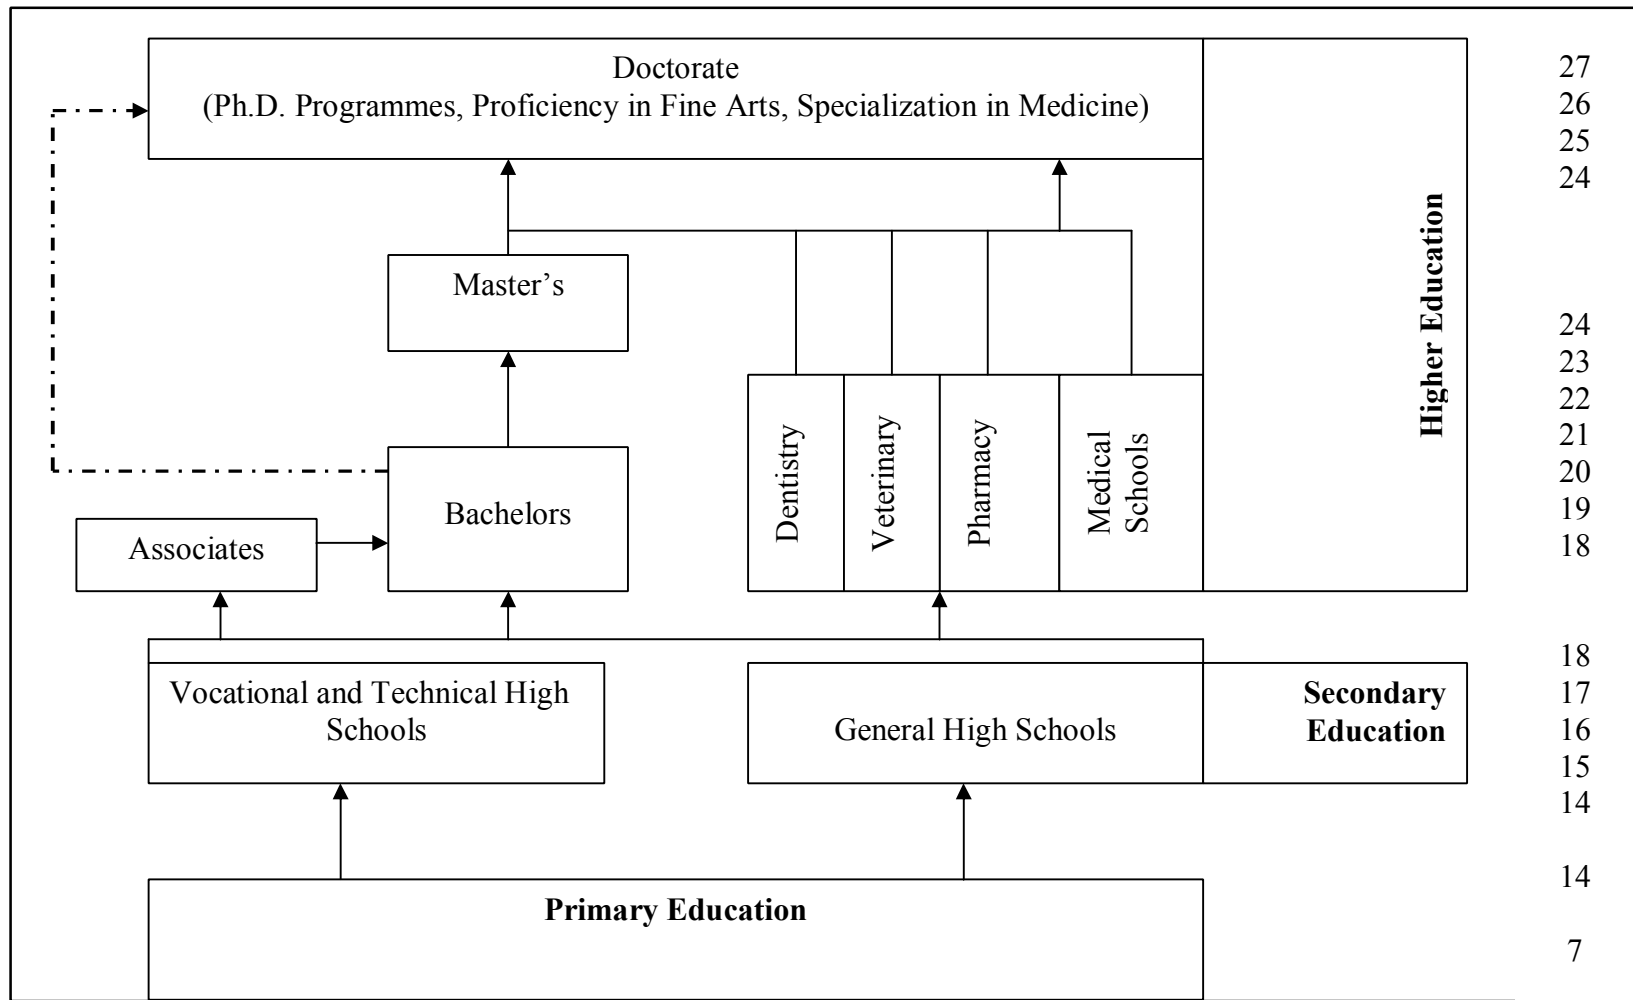 Doctorate
(Ph.D. Programmes, Proficiency in Fine Arts, Specialization in Medicine)
27
26
25
24
Master's
Higher Education
24
23
22
21
20
19
18
Dentistry
Veterinary
Pharmacy
Medical
Schools
Bachelors
Associates
18
17
16
15
14
Vocational and Technical High
Schools
General High Schools
Secondary
Education
14
Primary Education
7